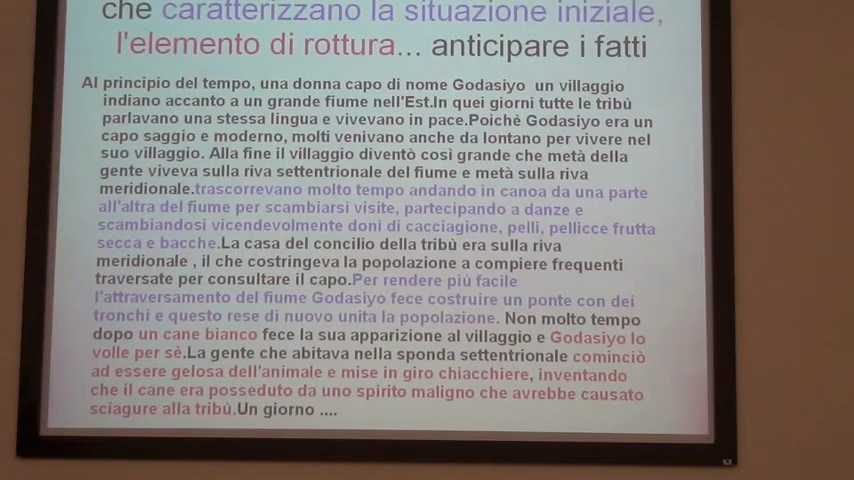 che caratterizzano la situazione iniziale,
l'elemento di rottura... anticipare i fatti
Al principio del tempo, una donna capo di nome Godasiyo un villaggio
indiano accanto a un grande fiume nell'Est.In quei giorni tutte le tribù
parlavano una stessa lingua e vivevano in pace.Poichè Godasiyo era un
capo saggio e moderno, molti venivano anche da lontano per vivere nel
suo villaggio. Alla fine il villaggio diventò così grande che metà della
gente viveva sulla riva settentrionale del fiume e metà sulla riva
meridionale.trascorrevano molto tempo andando in canoa da una parte
all'altra del fiume per scambiarsi visite, partecipando a danze e
scambiandosi vicendevolmente doni di cacciagione, pelli, pellicce frutta
secca e bacche.La casa del concilio della tribù era sulla riva
meridionale , il che costringeva la popolazione a compiere frequenti
traversate per consultare il capo.Per rendere più facile
l'attraversamento del fiume Godasiyo fece costruire un ponte con dei
tronchi e questo rese di nuovo unita la popolazione. Non molto tempo
dopo un cane bianco fece la sua apparizione al villaggio e Godasiyo lo
volle per sè.La gente che abitava nella sponda settentrionale cominciò
ad essere gelosa dell'animale e mise in giro chiacchiere, inventando
che il cane era posseduto da uno spirito maligno che avrebbe causato
sciagure alla tribù.Un giorno ....